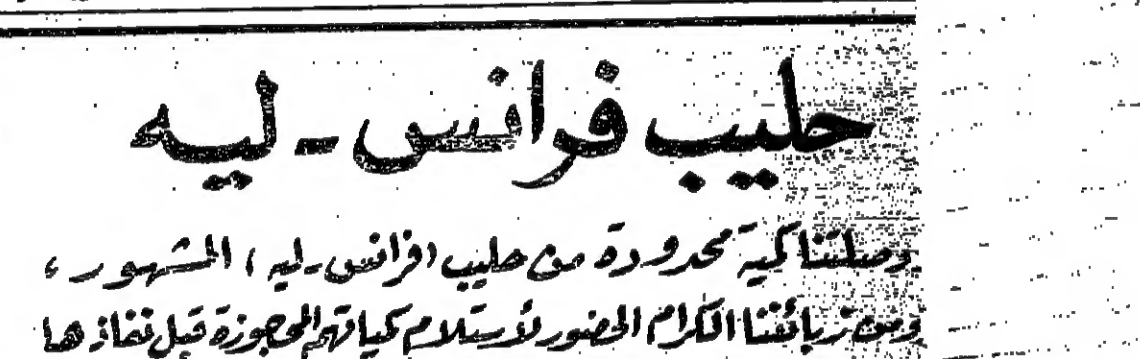 حليب فرانس - ليه
وصلتنا كمية محدودة من حليب (فرانس - ليه) المشهور ،
ومن زبائننا الكرام الحضور لأستلام كمياتهم المحجوزة قبل نفاذها